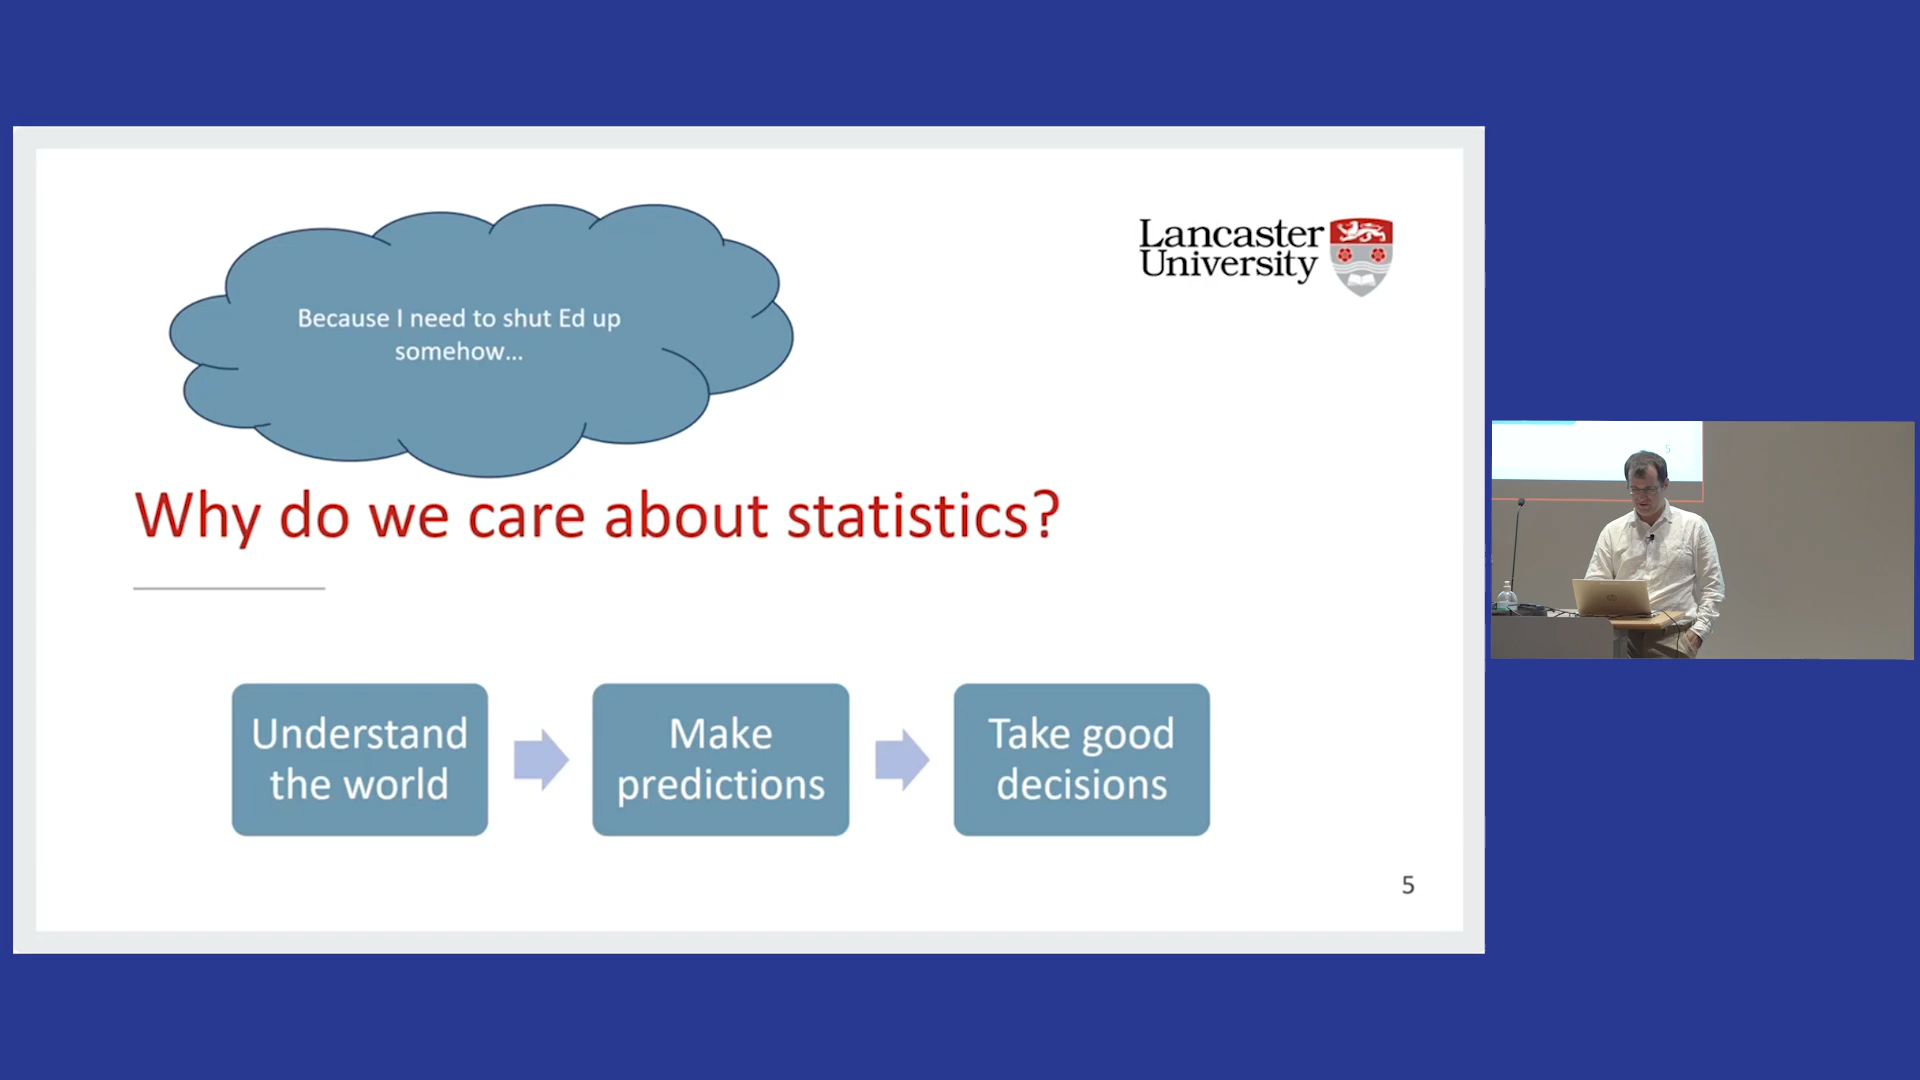 Because I need to shut Ed up
somehow...
Lancaster
University
Why do we care about statistics?
Understand
the world
Make
predictions
Take good
decisions
5
5